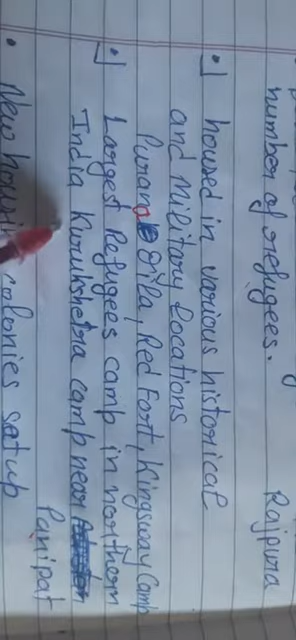 number of refugees. Rajpura
• housed in various historical
and military locations
Purana Qila, Red Fort, Kingsway Camp
• Largest Refugees camp in northern
India Kurukshetra camp near
Panipat
• New colonies setup